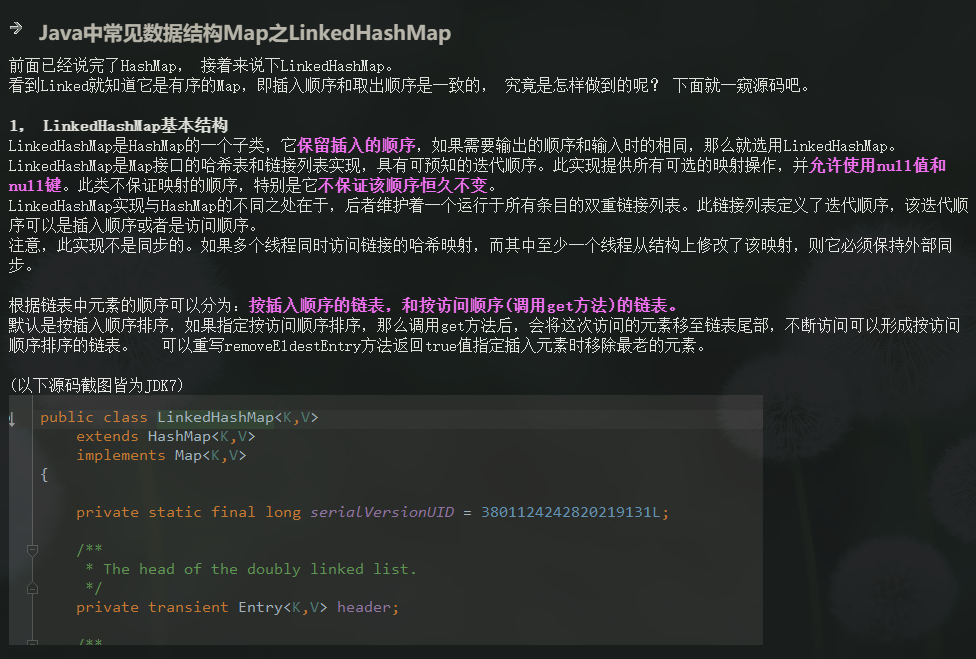 Java中常见数据结构Map之LinkedHashMap
前面已经说完了HashMap， 接着来说下LinkedHashMap。
看到Linked就知道它是有序的Map，即插入顺序和取出顺序是一致的， 究竟是怎样做到的呢？ 下面就一窥源码吧。
1， LinkedHashMap基本结构
LinkedHashMap是HashMap的一个子类，它保留插入的顺序，如果需要输出的顺序和输入时的相同，那么就选用LinkedHashMap。
LinkedHashMap是Map接口的哈希表和链接列表实现，具有可预知的迭代顺序。此实现提供所有可选的映射操作，并允许使用null值和
null键。此类不保证映射的顺序，特别是它不保证该顺序恒久不变。
LinkedHashMap实现与HashMap的不同之处在于，后者维护着一个运行于所有条目的双重链接列表。此链接列表定义了迭代顺序，该迭代顺
序可以是插入顺序或者是访问顺序。
注意，此实现不是同步的。如果多个线程同时访问链接的哈希映射，而其中至少一个线程从结构上修改了该映射，则它必须保持外部同
步。
根据链表中元素的顺序可以分为：按插入顺序的链表，和按访问顺序(调用get方法)的链表。
默认是按插入顺序排序，如果指定按访问顺序排序，那么调用get方法后，会将这次访问的元素移至链表尾部，不断访问可以形成按访问
顺序排序的链表。 可以重写removeEldestEntry方法返回true值指定插入元素时移除最老的元素。
(以下源码截图皆为JDK7)
public class LinkedHashMap<K,V>
extends HashMap<K,V>
implements Map<K,V>
{
private static final long serialVersionUID = 3801124242820219131L;
/**
* The head of the doubly linked list.
*/
private transient Entry<K,V> header;
/**